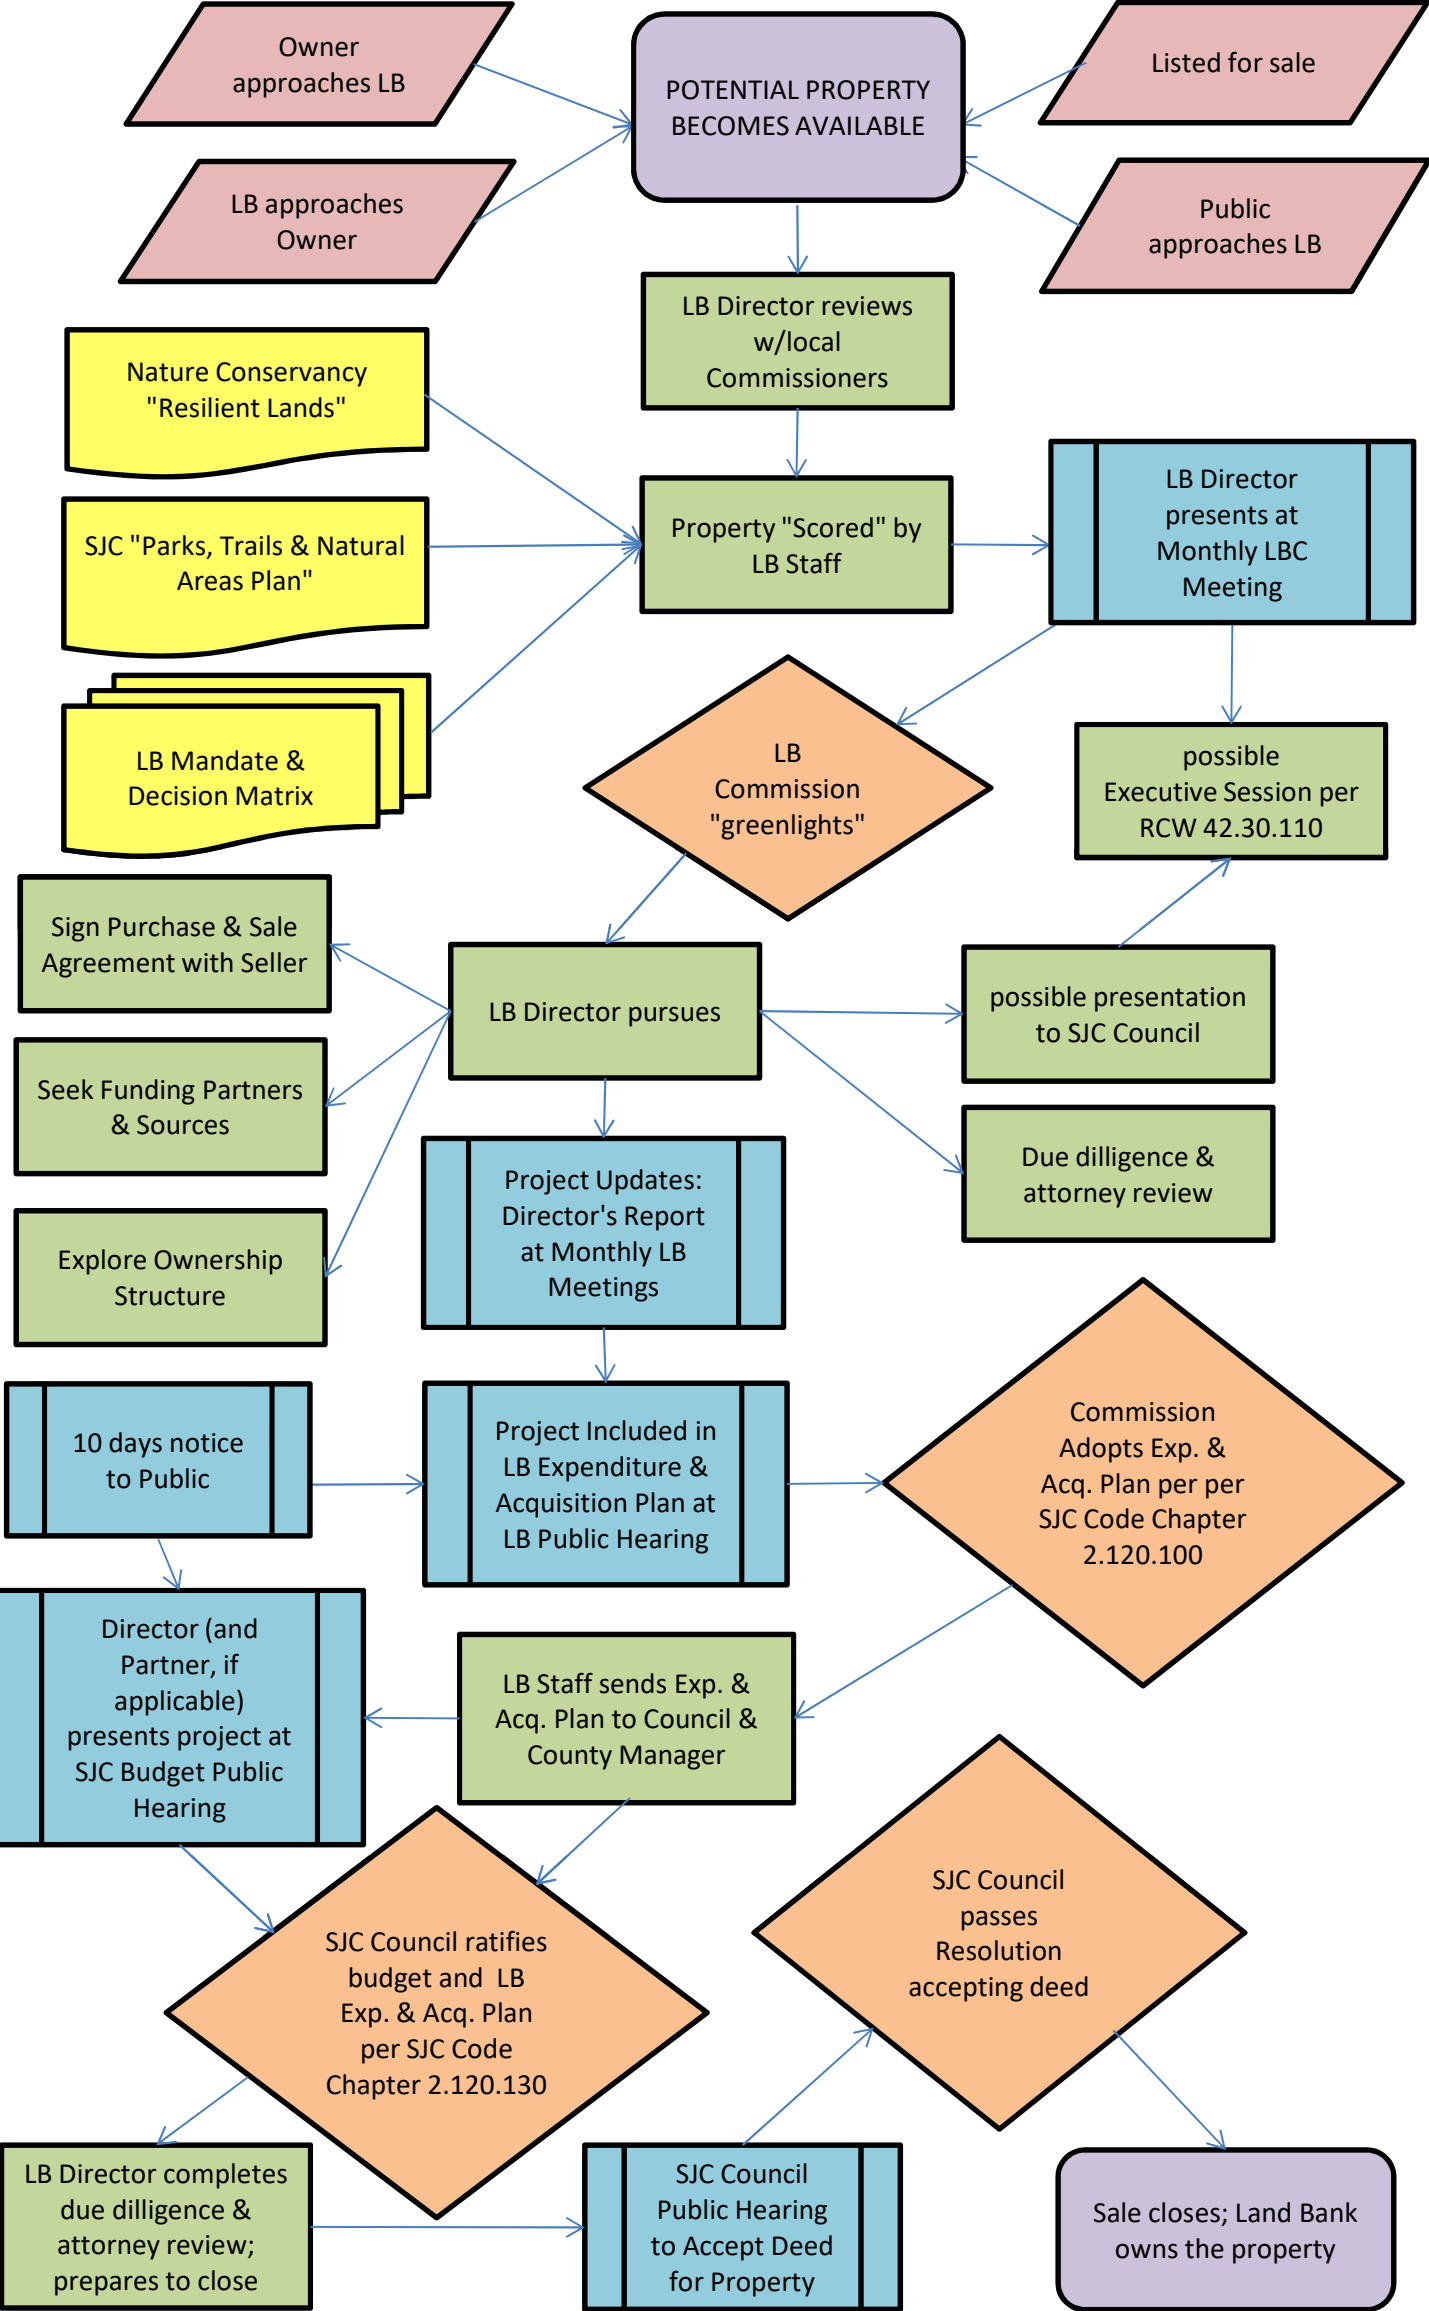 Owner
approaches LB
POTENTIAL PROPERTY
BECOMES AVAILABLE
Listed for sale
LB approaches
Owner
Public
approaches LB
LB Director reviews
w/local
Commissioners
Nature Conservancy
"Resilient Lands"
SJC "Parks, Trails & Natural
Areas Plan"
Property "Scored" by
LB Staff
LB Director
presents at
Monthly LBC
Meeting
LB Mandate &
Decision Matrix
LB
Commission
"greenlights"
possible
Executive Session per
RCW 42.30.110
Sign Purchase & Sale
Agreement with Seller
LB Director pursues
possible presentation
to SJC Council
Seek Funding Partners
& Sources
Due dilligence &
attorney review
Explore Ownership
Structure
Project Updates:
Director's Report
at Monthly LB
Meetings
10 days notice
to Public
Project Included in
LB Expenditure &
Acquisition Plan at
LB Public Hearing
Commission
Adopts Exp. &
Acq. Plan per per
SJC Code Chapter
2.120.100
Director (and
Partner, if
applicable)
presents project at
SJC Budget Public
Hearing
LB Staff sends Exp. &
Acq. Plan to Council &
County Manager
SJC Council ratifies
budget and  LB
Exp. & Acq. Plan
per SJC Code
Chapter 2.120.130
SJC Council
passes
Resolution
accepting deed
LB Director completes
due dilligence &
attorney review;
prepares to close
SJC Council
Public Hearing
to Accept Deed
for Property
Sale closes; Land Bank
owns the property